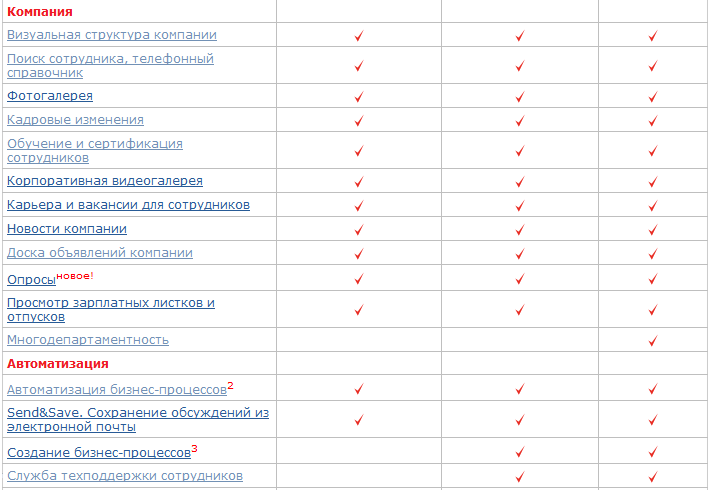 Компания
Визуальная структура компании
Поиск сотрудника, телефонный
справочник
Фотогалерея
Кадровые изменения
Обучение и сертификация
сотрудников
Корпоративная видеогалерея
Карьера и вакансии для сотрудников
Новости компании
Доска объявлений компании
Опросыновое!
Просмотр зарплатных листков и
отпусков
Многодепартаментность
Автоматизация
Автоматизация бизнес-процессов2
Send&Save. Сохранение обсуждений из
электронной почты
Создание бизнес-процессов3
Служба техподдержки сотрудников